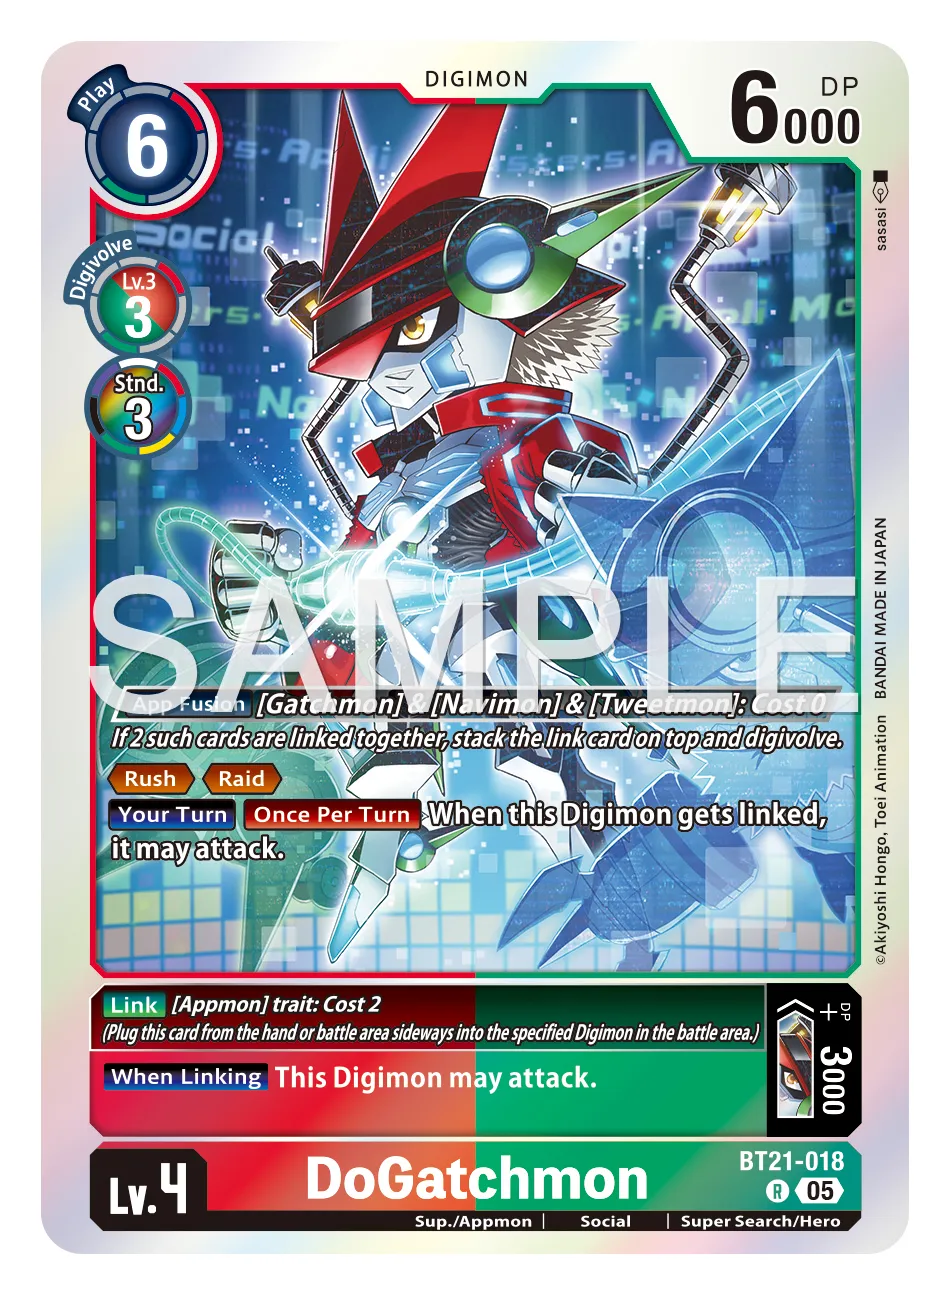 DIGIMON
Play
6
6000
DP
Digivolve
Lv.3
3
Stnd.
3
sasasi
Social
SAMPLE
App Fusion [Gatchmon] & [Navimon] & [Tweetmon]: Cost 0
If 2 such cards are linked together, stack the link card on top and digivolve.
Rush Raid
Your Turn Once Per Turn When this Digimon gets linked,
it may attack.
©Akiyoshi Hongo, Toei Animation BANDAI MADE IN JAPAN
Link [Appmon] trait: Cost 2
(Plug this card from the hand or battle area sideways into the specified Digimon in the battle area.)
When Linking This Digimon may attack.
DP
+3000
Lv.4
DoGatchmon
BT21-018
R 05
Sup./Appmon | Social | Super Search/Hero